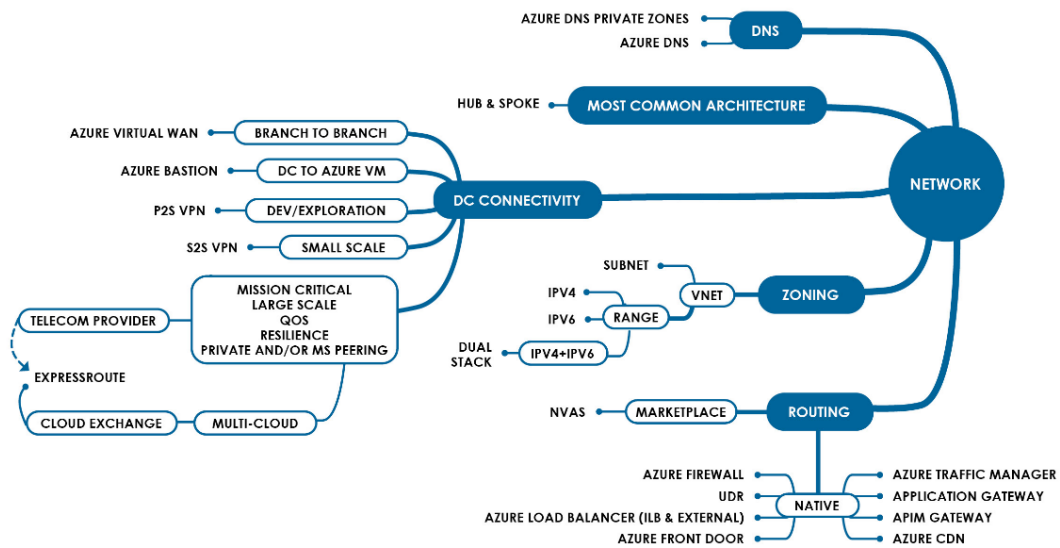 AZURE DNS PRIVATE ZONES
AZURE DNS
DNS
HUB & SPOKE
MOST COMMON ARCHITECTURE
NETWORK
AZURE VIRTUAL WAN
BRANCH TO BRANCH
AZURE BASTION
DC TO AZURE VM
DC CONNECTIVITY
P2S VPN
DEV/EXPLORATION
S2S VPN
SMALL SCALE
MISSION CRITICAL
LARGE SCALE
QOS
RESILIENCE
PRIVATE AND/OR MS PEERING
TELECOM PROVIDER
EXPRESSROUTE
CLOUD EXCHANGE
MULTI-CLOUD
SUBNET
VNET
ZONING
IPV4
IPV6
RANGE
DUAL
STACK
IPV4+IPV6
NVAS
MARKETPLACE
ROUTING
AZURE FIREWALL
UDR
AZURE LOAD BALANCER (ILB & EXTERNAL)
AZURE FRONT DOOR
NATIVE
AZURE TRAFFIC MANAGER
APPLICATION GATEWAY
APIM GATEWAY
AZURE CDN